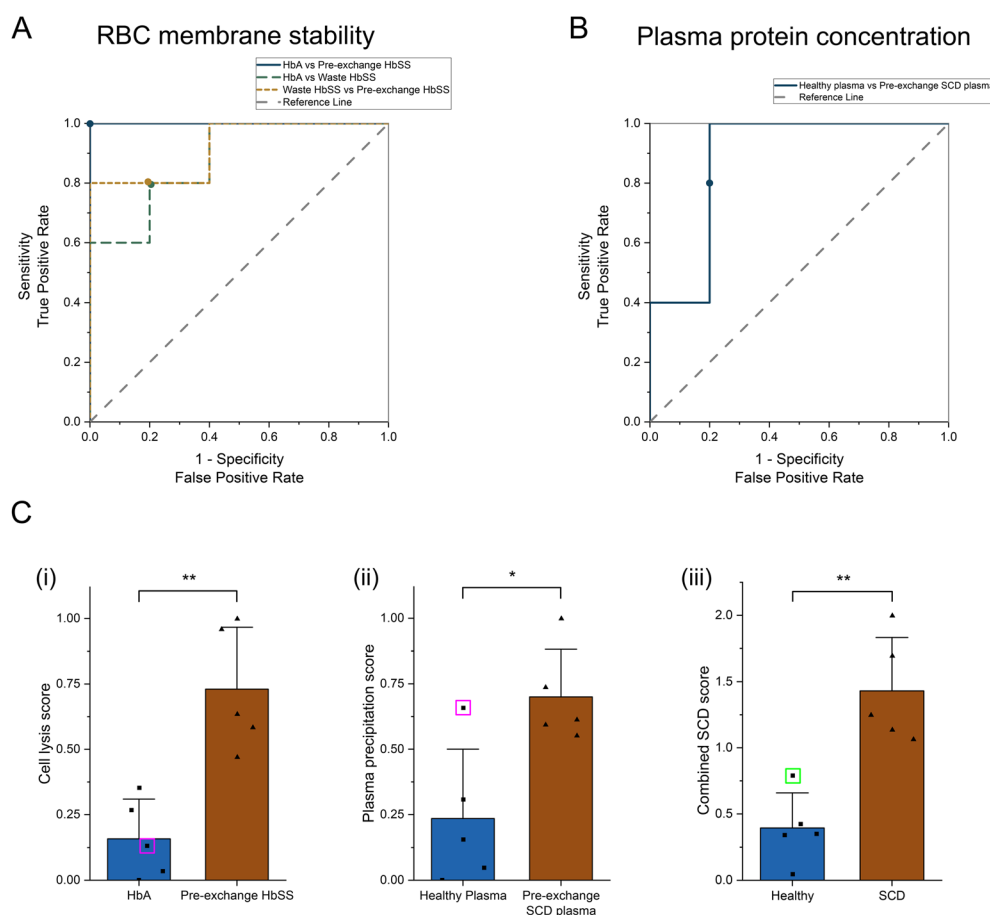 A
RBC membrane stability
HbA vs Pre-exchange HbSS
HbA vs Waste HbSS
Waste HbSS vs Pre-exchange HbSS
Reference Line
1.0
0.8
0.6
0.4
0.2
0.0
Sensitivity
True Positive Rate
0.0 0.2 0.4 0.6 0.8 1.0
1 - Specificity
False Positive Rate
B
Plasma protein concentration
Healthy plasma vs Pre-exchange SCD plasma
Reference Line
1.0
0.8
0.6
0.4
0.2
0.0
Sensitivity
True Positive Rate
0.0 0.2 0.4 0.6 0.8 1.0
1 - Specificity
False Positive Rate
C
(i)
**
1.00
0.75
0.50
0.25
0.00
Cell lysis score
HbA Pre-exchange HbSS
(ii)
*
1.00
0.75
0.50
0.25
0.00
Plasma precipitation score
Healthy Plasma Pre-exchange
SCD plasma
(iii)
**
2.0
1.5
1.0
0.5
0.0
Combined SCD score
Healthy SCD